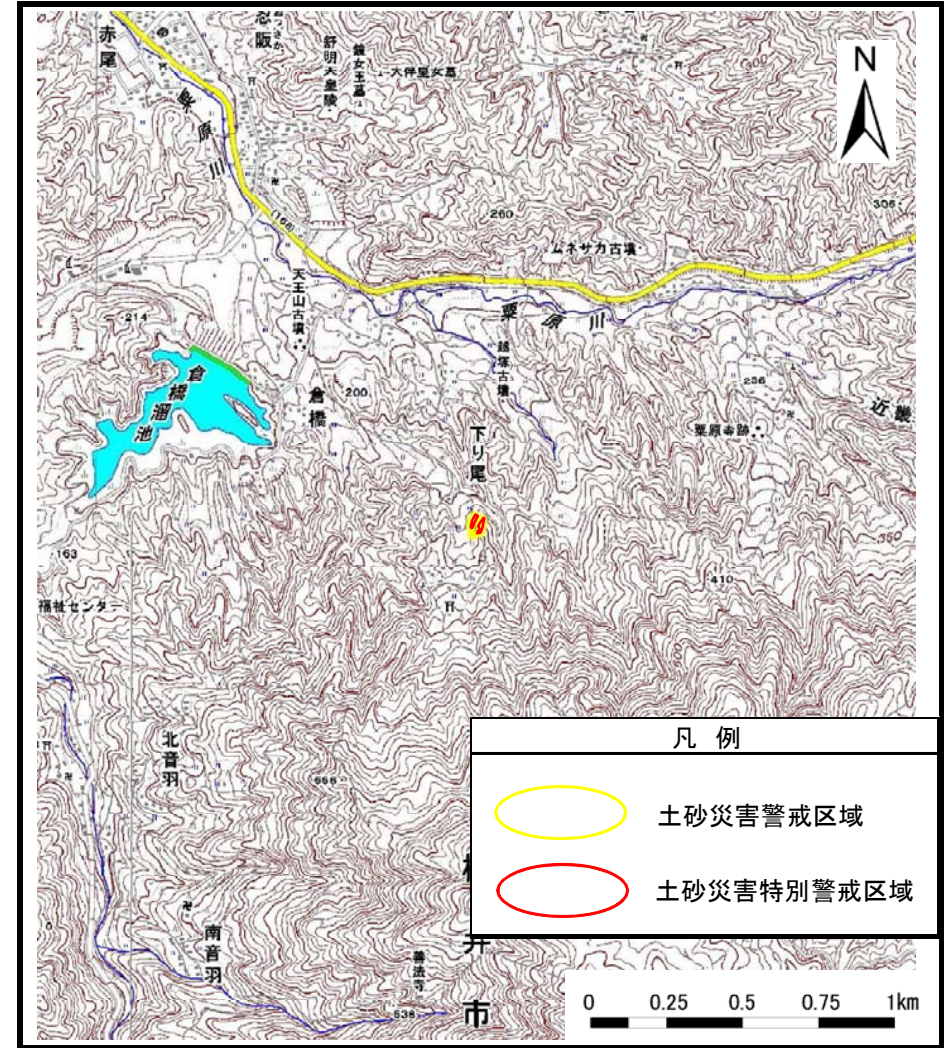 赤尾
忍阪
おっさか
舒明天皇陵
鏡女王墓
大伴皇女墓
N
粟原川
260
306
(166)
ムネサカ古墳
天王山古墳
粟原川
214
越塚古墳
倉橋溜池
200
倉橋
236
近畿
下り尾
粟原寺跡
350
163
410
福祉センター
北音羽
凡 例
土砂災害警戒区域
土砂災害特別警戒区域
南音羽
善法寺
井
市
538
0 0.25 0.5 0.75 1km